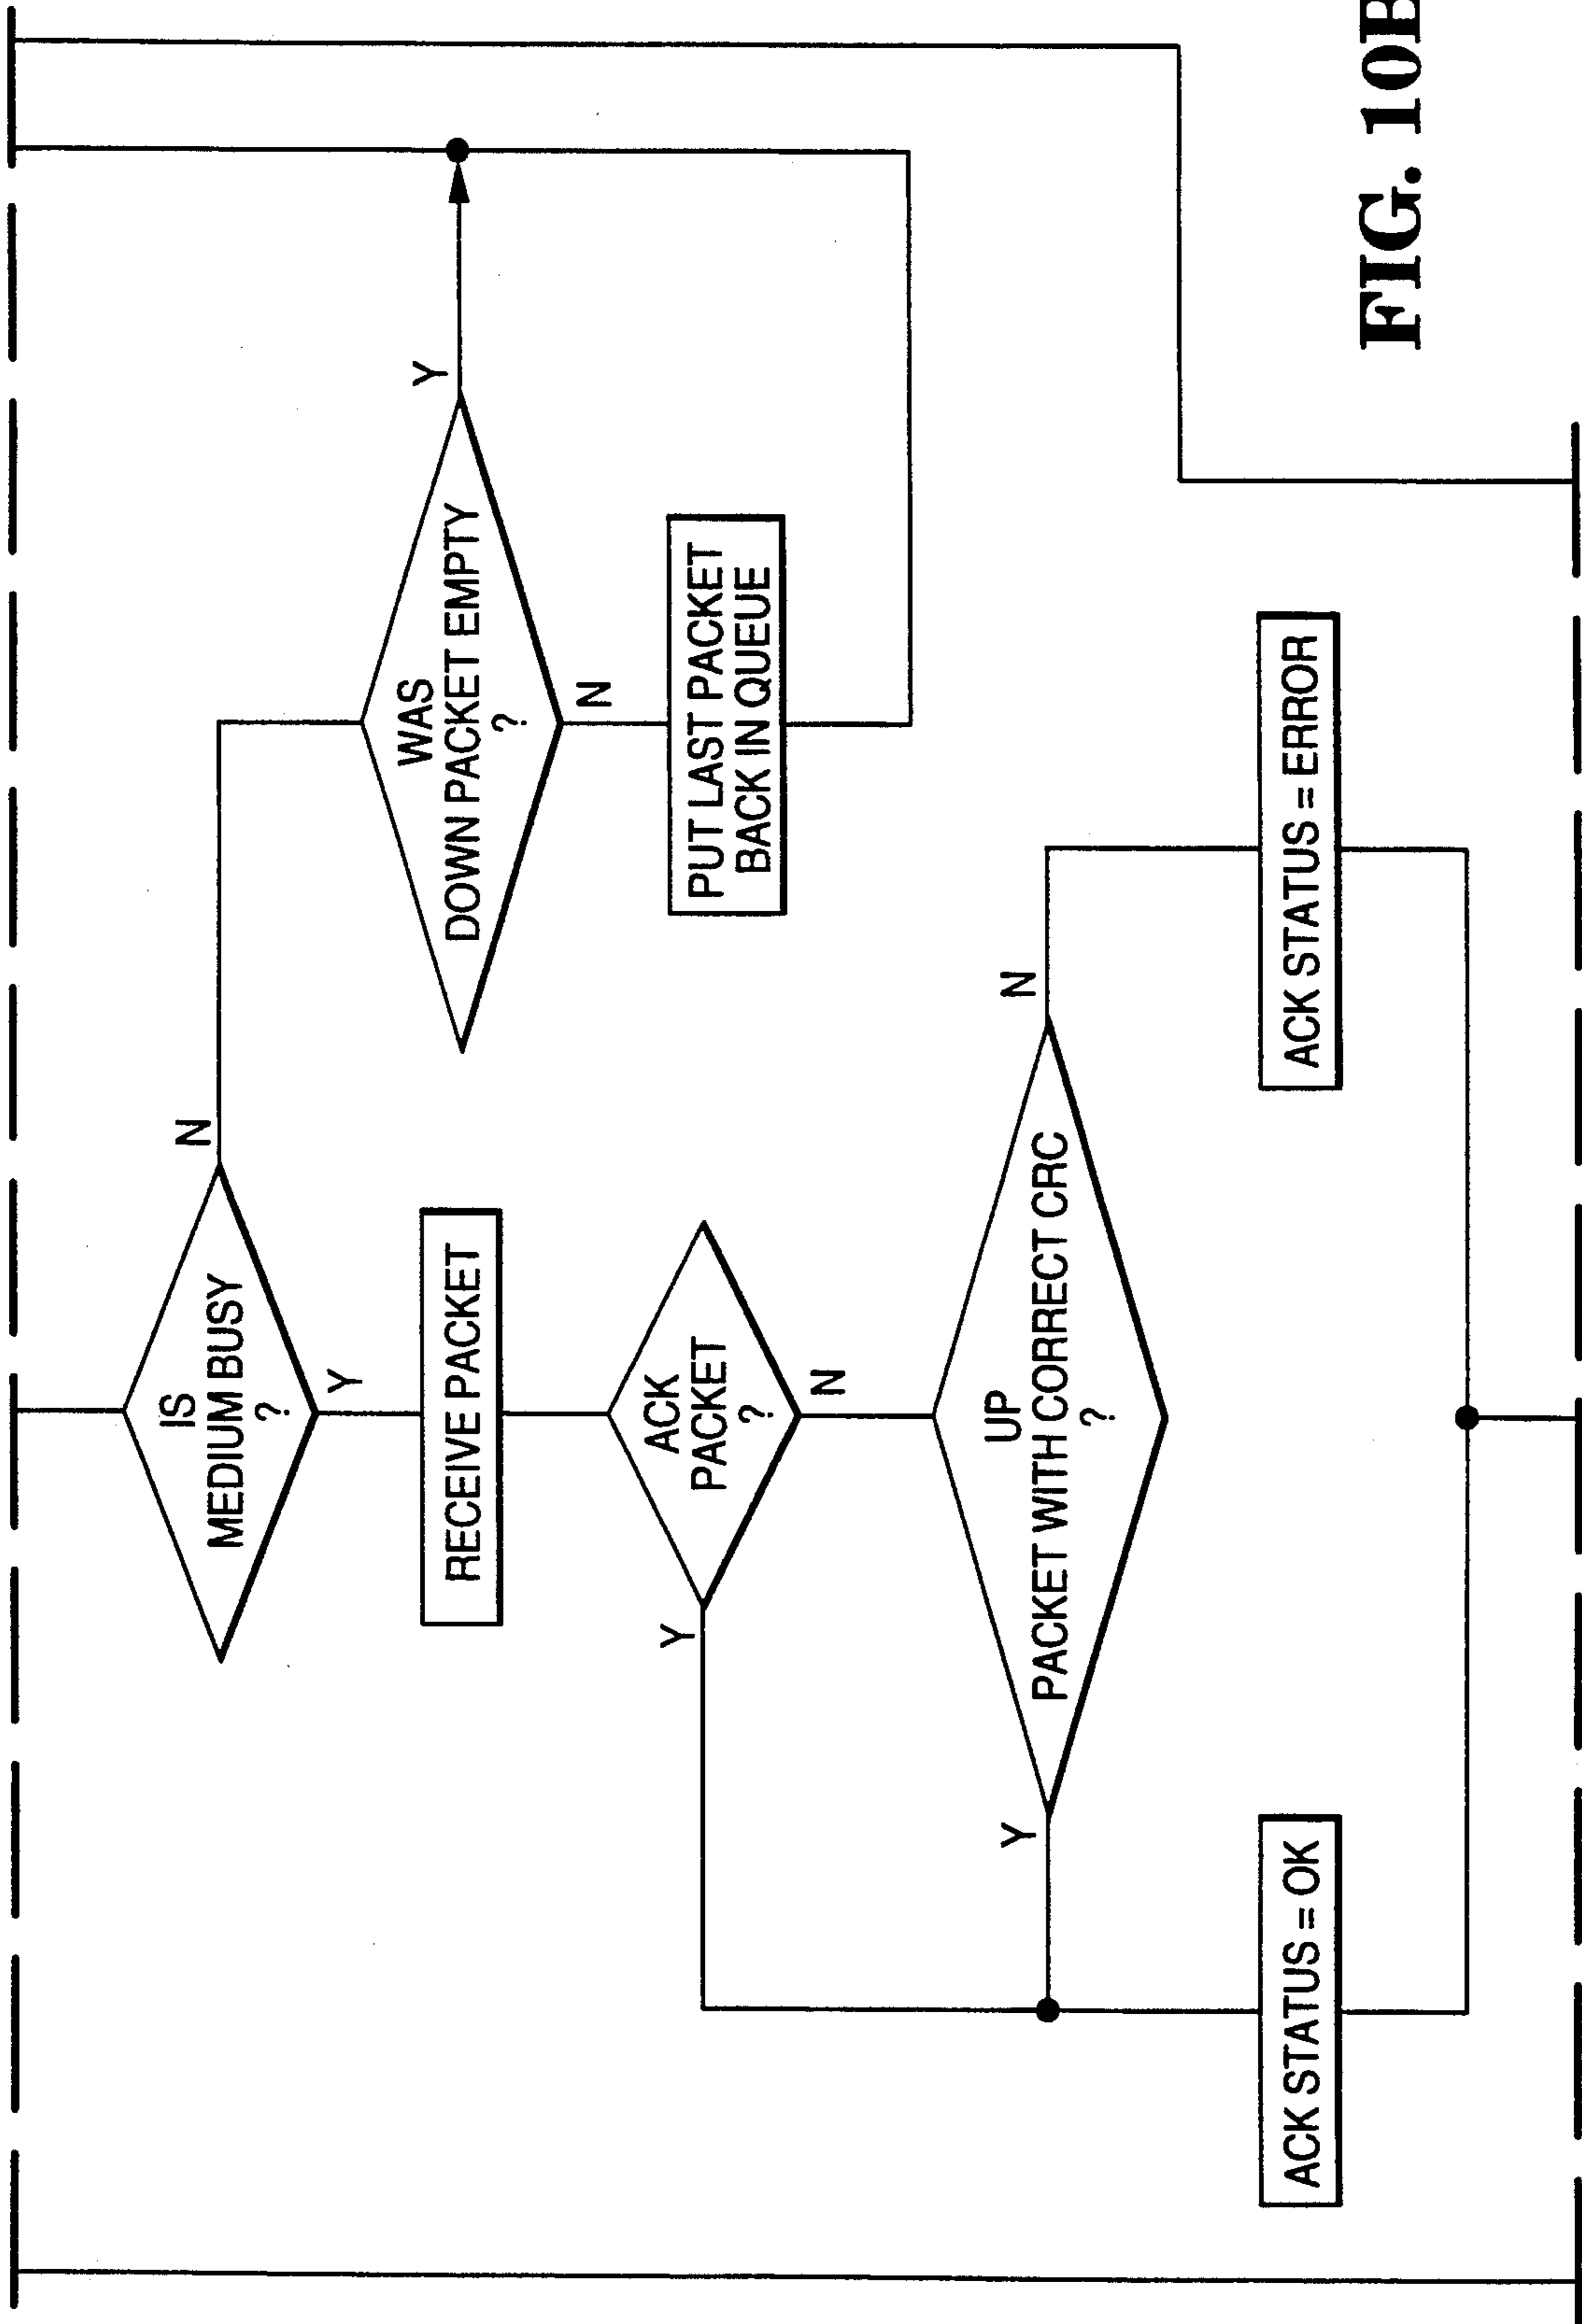 IS
MEDIUM BUSY
?
N
Y
RECEIVE PACKET
WAS
DOWN PACKET EMPTY
?
Y
N
PUT LAST PACKET
BACK IN QUEUE
ACK
PACKET
?
Y
N
UP
PACKET WITH CORRECT CRC
?
Y
N
ACK STATUS = OK
ACK STATUS = ERROR
FIG. 10B